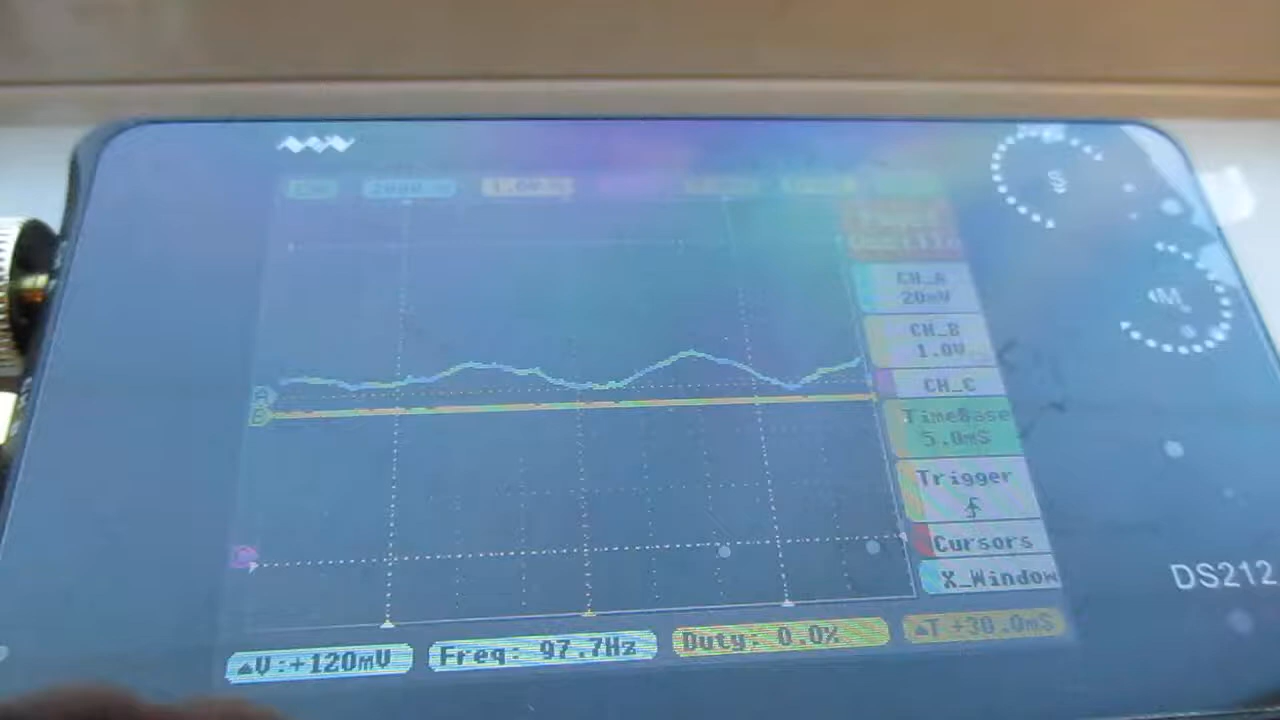 S
CH_A
20mV
M
CH_B
1.0V
CH_C
A
B
TimeBase
5.0mS
Trigger
Cursors
X_Window
DS212
▲V:+120mV
Freq: 97.7Hz
Duty: 0.0%
▲T +30.0mS